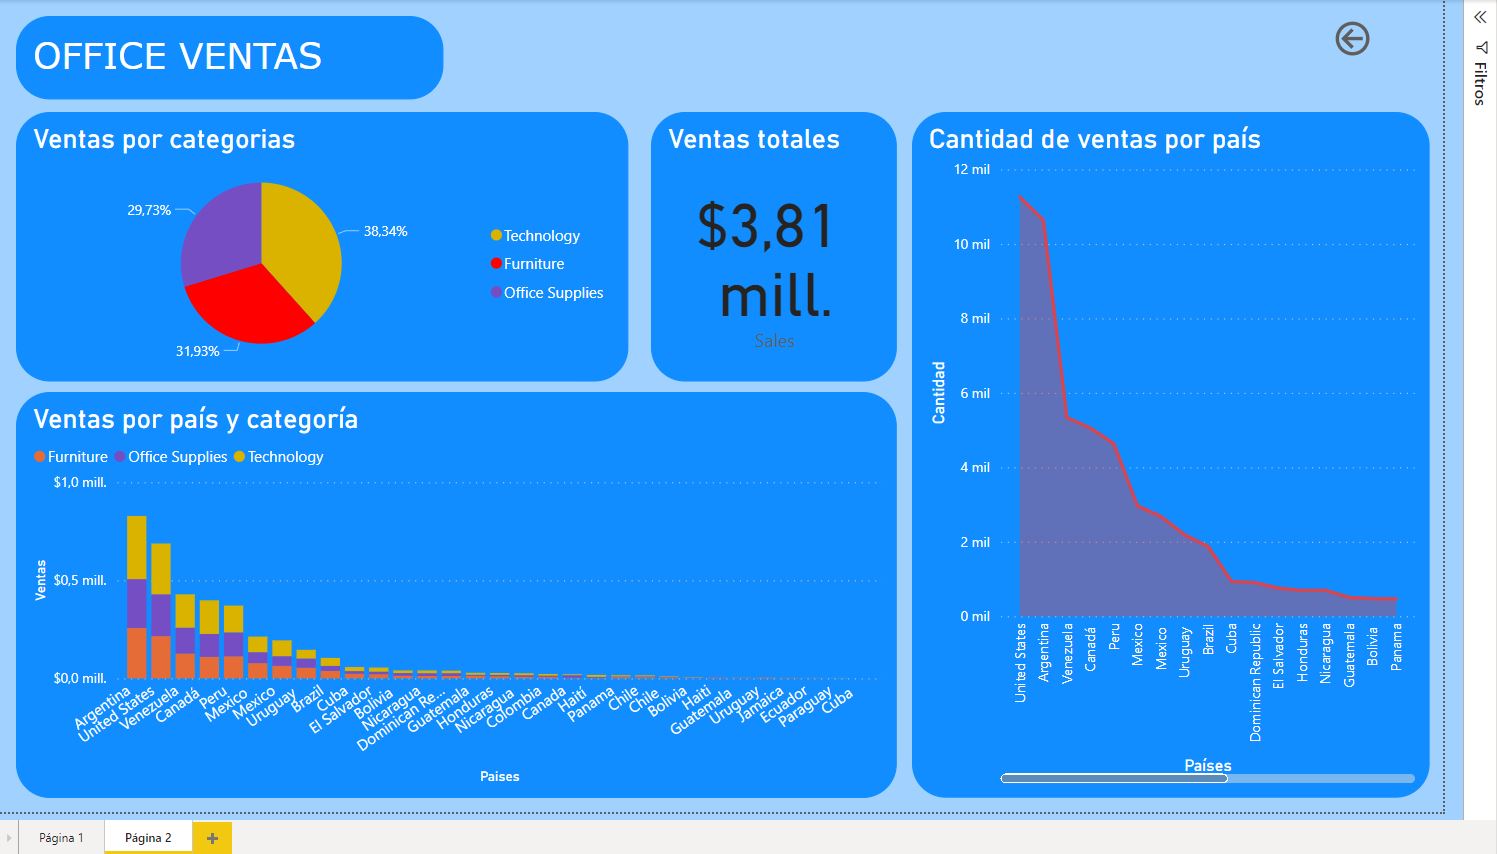 OFFICE VENTAS
Filtros
Ventas por categorias
29,73%
38,34%
31,93%
Technology
Furniture
Office Supplies
Ventas totales
$3,81
mill.
Sales
Cantidad de ventas por país
12 mil
10 mil
8 mil
6 mil
4 mil
2 mil
0 mil
Cantidad
United States
Argentina
Venezuela
Canadá
Peru
Mexico
Mexico
Uruguay
Brazil
Cuba
Dominican Republic
El Salvador
Honduras
Nicaragua
Guatemala
Bolivia
Panama
Países
Ventas por país y categoría
Furniture Office Supplies Technology
$1,0 mill.
$0,5 mill.
$0,0 mill.
Ventas
Argentina
United States
Venezuela
Canadá
Peru
Mexico
Mexico
Uruguay
Brazil
Cuba
El Salvador
Bolivia
Nicaragua
Dominican Re...
Guatemala
Honduras
Nicaragua
Colombia
Canada
Haití
Panama
Chile
Chile
Bolivia
Haiti
Guatemala
Uruguay
Jamaica
Ecuador
Paraguay
Cuba
Paises
Página 1
Página 2